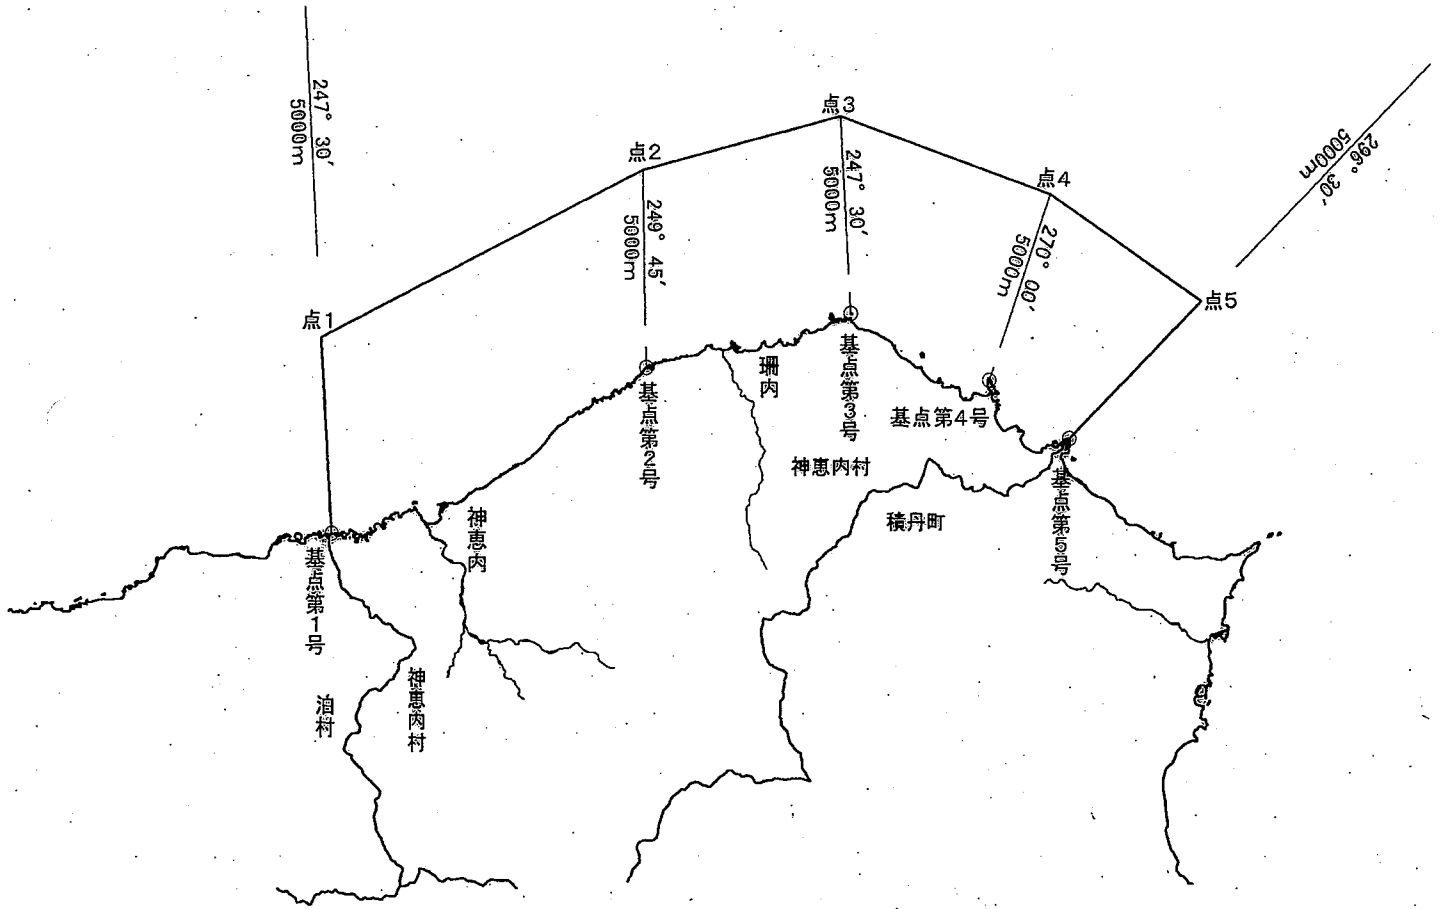 247° 30′
5000m
点1
点2
249° 45′
5000m
点3
247° 30′
5000m
点4
270° 00′
5000m
点5
296° 30′
5000m
基点第1号
基点第2号
基点第3号
基点第4号
基点第5号
珊内
神恵内村
積丹町
神恵内
神恵内村
泊村